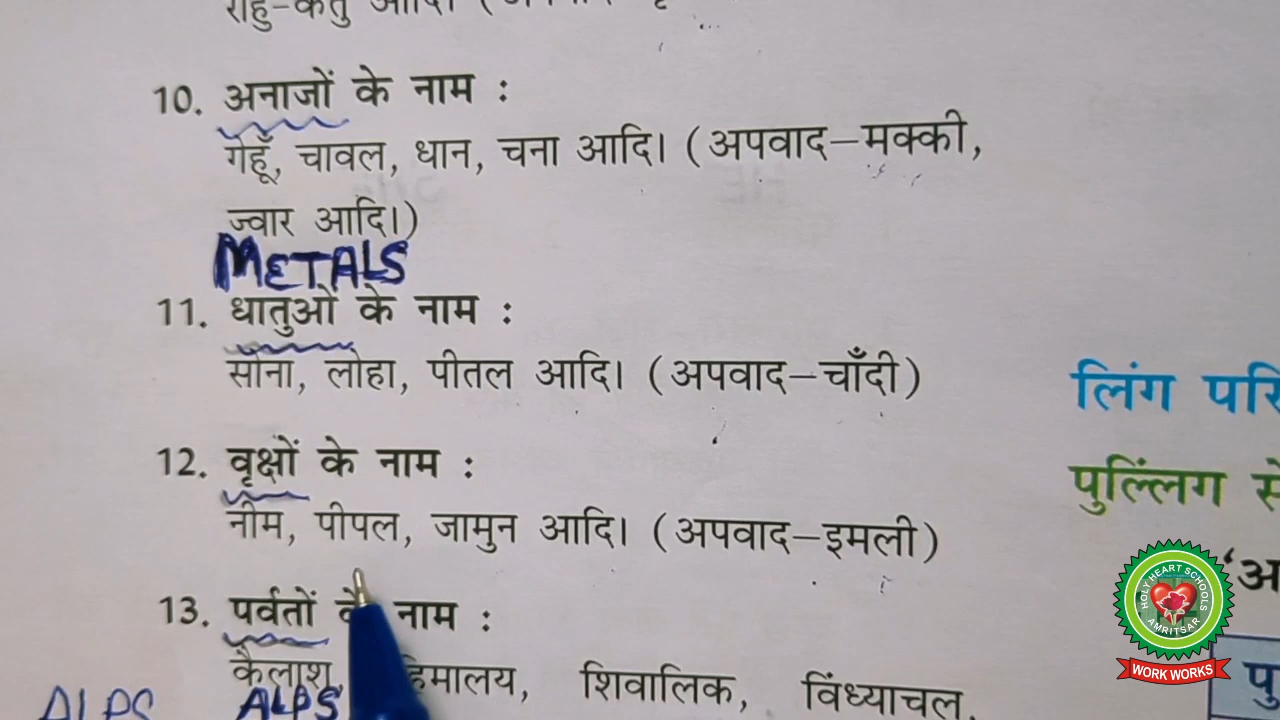 राहु-केतु आदि।
10. अनाजों के नाम :
गेहूँ, चावल, धान, चना आदि। (अपवाद–मक्की,
ज्वार आदि।)
METALS
11. धातुओं के नाम :
सोना, लोहा, पीतल आदि। (अपवाद–चाँदी)
12. वृक्षों के नाम :
नीम, पीपल, जामुन आदि। (अपवाद–इमली)
13. पर्वतों के नाम :
कैलाश हिमालय, शिवालिक, विंध्याचल,
ALPS ALPS
लिंग
पुल्लिंग से
HOLY HEART SCHOOLS
AMRITSAR
WORK WORKS